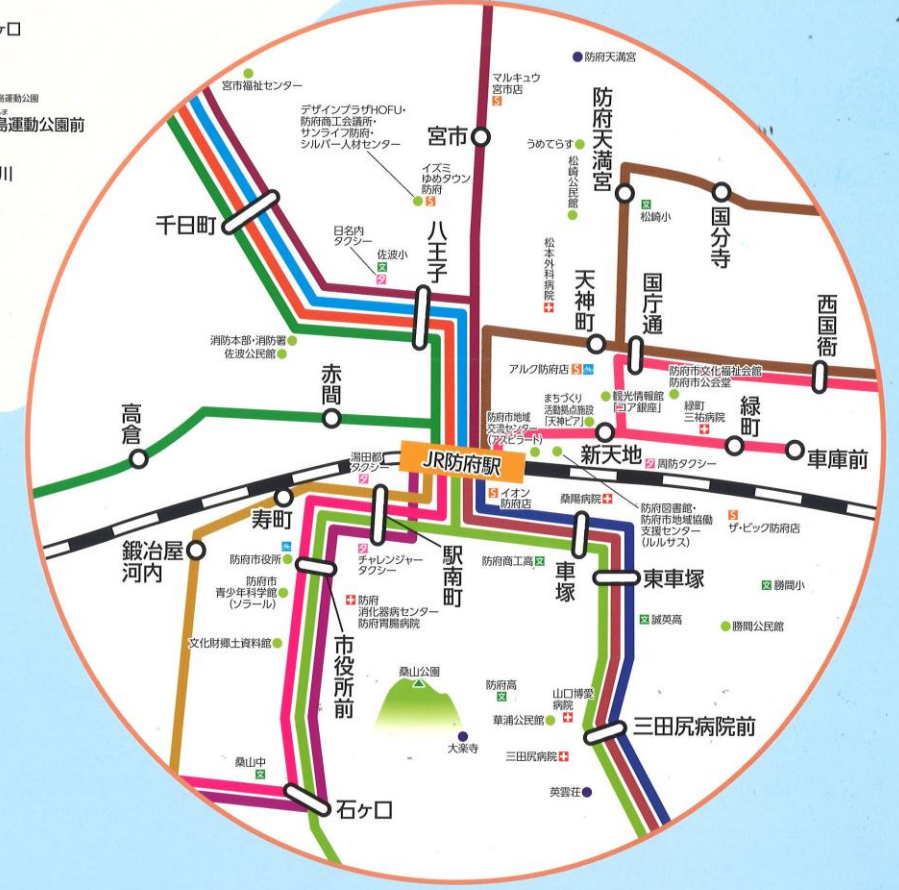 ヶ口
島運動公園
島運動公園前
川
宮市福祉センター
防府天満宮
マルキュウ
宮市店
デザインプラザHOFU・
防府商工会議所・
サンライフ防府・
シルバー人材センター
宮市
うめてらす
防府天満宮
イズミ
ゆめタウン
防府
松崎公民館
松崎小
国分寺
千日町
日名内
タクシー
佐波小
八王子
松本外科病院
天神町
国庁通
西国衙
消防本部・消防署
佐波公民館
アルク防府店
防府市文化福祉会館
防府市公会堂
赤間
まちづくり
活動拠点施設
「天神ピア」
観光情報館
「コア銀座」
緑町
三祐病院
緑町
高倉
防府市地域
交流センター
(アスピラート)
新天地
車庫前
湯田都
タクシー
JR防府駅
周防タクシー
寿町
イオン
防府店
桑陽病院
防府図書館・
防府市地域協働
支援センター
(ルルサス)
ザ・ビッグ防府店
鍛冶屋
河内
防府市役所
チャレンジャー
タクシー
駅南町
防府商工高
車塚
東車塚
勝間小
防府市
青少年科学館
(ソラール)
防府
消化器病センター
防府胃腸病院
誠英高
勝間公民館
文化財郷土資料館
市役所前
桑山公園
防府高
山口博愛
病院
華浦公民館
三田尻病院前
大楽寺
三田尻病院
桑山中
英雲荘
石ヶ口